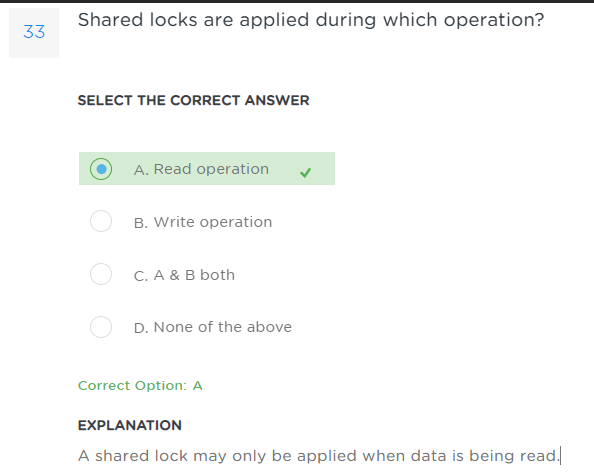 33
Shared locks are applied during which operation?
SELECT THE CORRECT ANSWER
A. Read operation
B. Write operation
C. A & B both
D. None of the above
Correct Option: A
EXPLANATION
A shared lock may only be applied when data is being read.